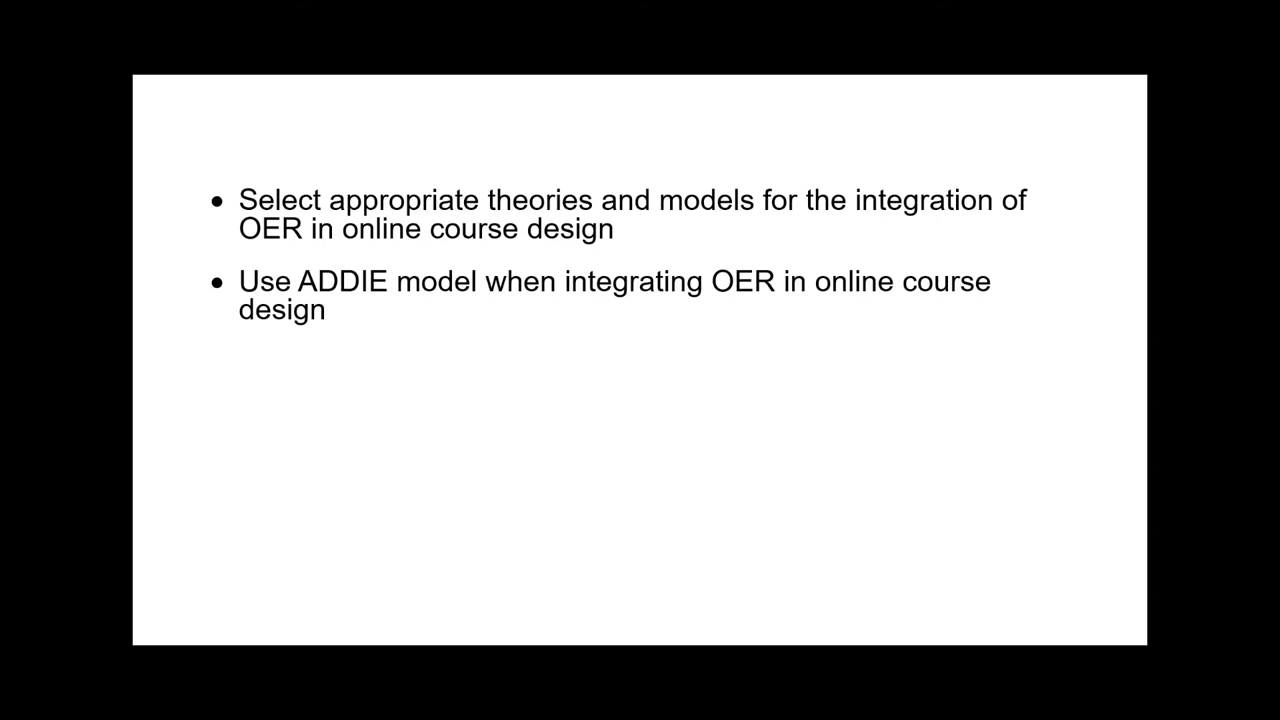 • Select appropriate theories and models for the integration of
OER in online course design
• Use ADDIE model when integrating OER in online course
design